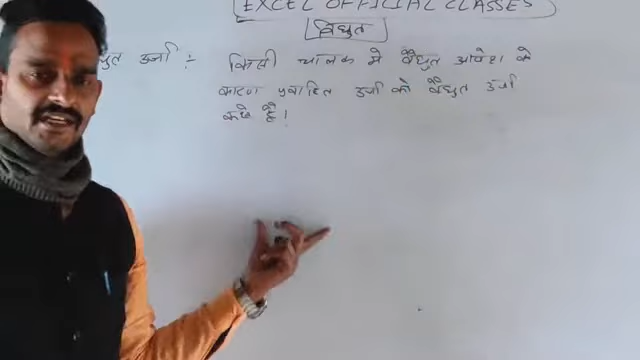 EXCEL OFFICIAL CLASSES
विद्युत
द्युत उर्जा :- किसी चालक मे वैद्युत आवेश के
कारण प्रवाहित उर्जा को वैद्युत उर्जा
कहते है।